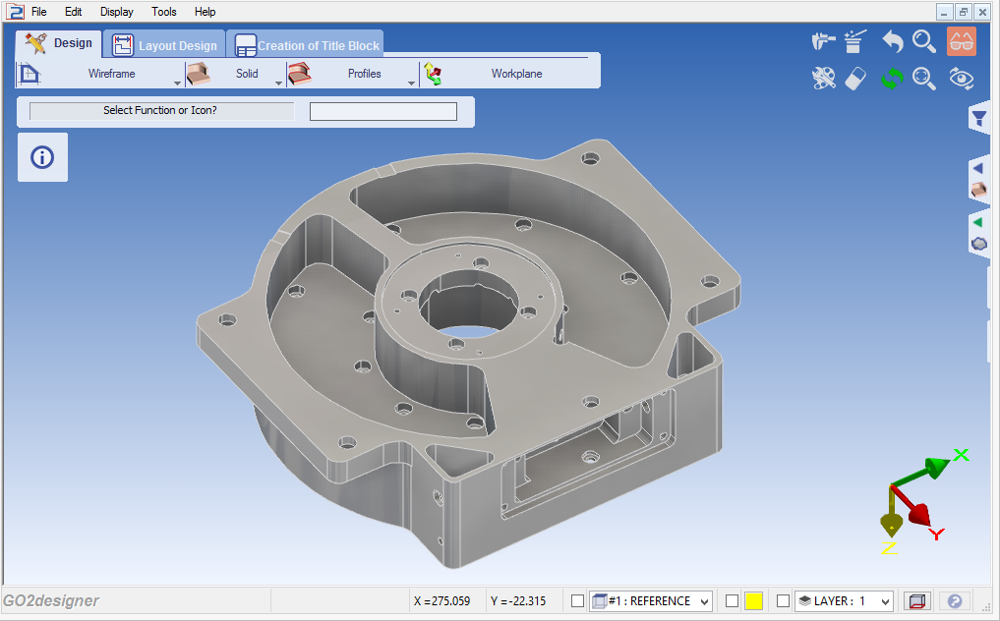 File Edit Display Tools Help
Design Layout Design Creation of Title Block
Wireframe Solid Profiles Workplane
Select Function or Icon?
X
Y
Z
GO2designer X =275.059 Y =-22.315 #1 : REFERENCE LAYER : 1